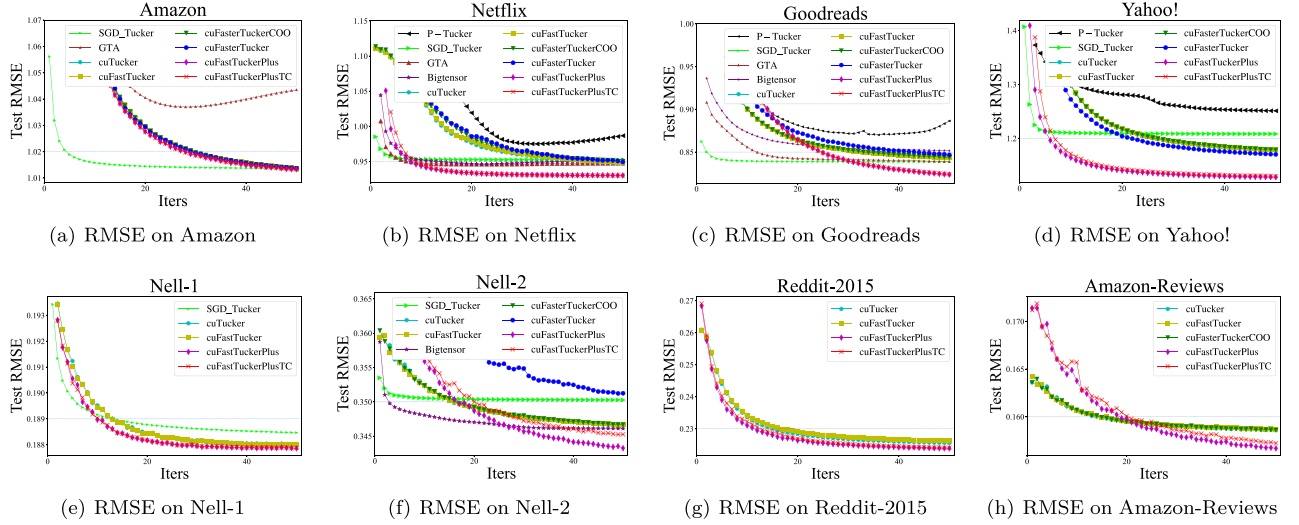 Amazon
Test RMSE
1.07
1.06
1.05
1.04
1.03
1.02
1.01
SGD_Tucker
GTA
cuTucker
cuFastTucker
cuFasterTuckerCOO
cuFasterTucker
cuFastTuckerPlus
cuFastTuckerPlusTC
1 20 40
Iters
(a) RMSE on Amazon
Netflix
Test RMSE
1.15
1.10
1.05
1.00
0.95
P−Tucker
SGD_Tucker
GTA
Bigtensor
cuTucker
cuFastTucker
cuFasterTuckerCOO
cuFasterTucker
cuFastTuckerPlus
cuFastTuckerPlusTC
1 20 40
Iters
(b) RMSE on Netflix
Goodreads
Test RMSE
1.00
0.95
0.90
0.85
0.80
P−Tucker
SGD_Tucker
GTA
Bigtensor
cuTucker
cuFastTucker
cuFasterTuckerCOO
cuFasterTucker
cuFastTuckerPlus
cuFastTuckerPlusTC
1 20 40
Iters
(c) RMSE on Goodreads
Yahoo!
Test RMSE
1.4
1.3
1.2
P−Tucker
SGD_Tucker
cuTucker
cuFastTucker
cuFasterTuckerCOO
cuFasterTucker
cuFastTuckerPlus
cuFastTuckerPlusTC
1 20 40
Iters
(d) RMSE on Yahoo!
Nell-1
Test RMSE
0.193
0.192
0.191
0.190
0.189
0.188
SGD_Tucker
cuTucker
cuFastTucker
cuFastTuckerPlus
cuFastTuckerPlusTC
1 20 40
Iters
(e) RMSE on Nell-1
Nell-2
Test RMSE
0.365
0.360
0.355
0.350
0.345
SGD_Tucker
cuTucker
cuFastTucker
Bigtensor
cuFasterTuckerCOO
cuFasterTucker
cuFastTuckerPlus
cuFastTuckerPlusTC
1 20 40
Iters
(f) RMSE on Nell-2
Reddit-2015
Test RMSE
0.27
0.26
0.25
0.24
0.23
cuTucker
cuFastTucker
cuFastTuckerPlus
cuFastTuckerPlusTC
1 20 40
Iters
(g) RMSE on Reddit-2015
Amazon-Reviews
Test RMSE
0.170
0.165
0.160
cuTucker
cuFastTucker
cuFasterTuckerCOO
cuFastTuckerPlus
cuFastTuckerPlusTC
1 20 40
Iters
(h) RMSE on Amazon-Reviews